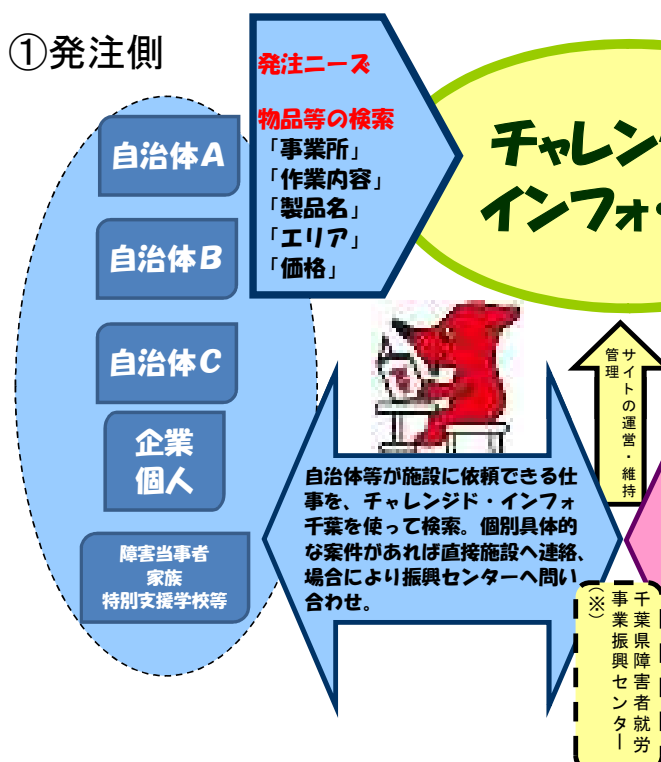 ①発注側
発注ニーズ
物品等の検索
「事業所」
「作業内容」
「製品名」
「エリア」
「価格」
チャレン
インフォ・
自治体A
自治体B
自治体C
企業
個人
障害当事者
家族
特別支援学校等
自治体等が施設に依頼できる仕
事を、チャレンジド・インフォ
千葉を使って検索。個別具体的
な案件があれば直接施設へ連絡、
場合により振興センターへ問い
合わせ。
サイトの運営・維持
管理
千葉県障害者就労
事業振興センター
(※)